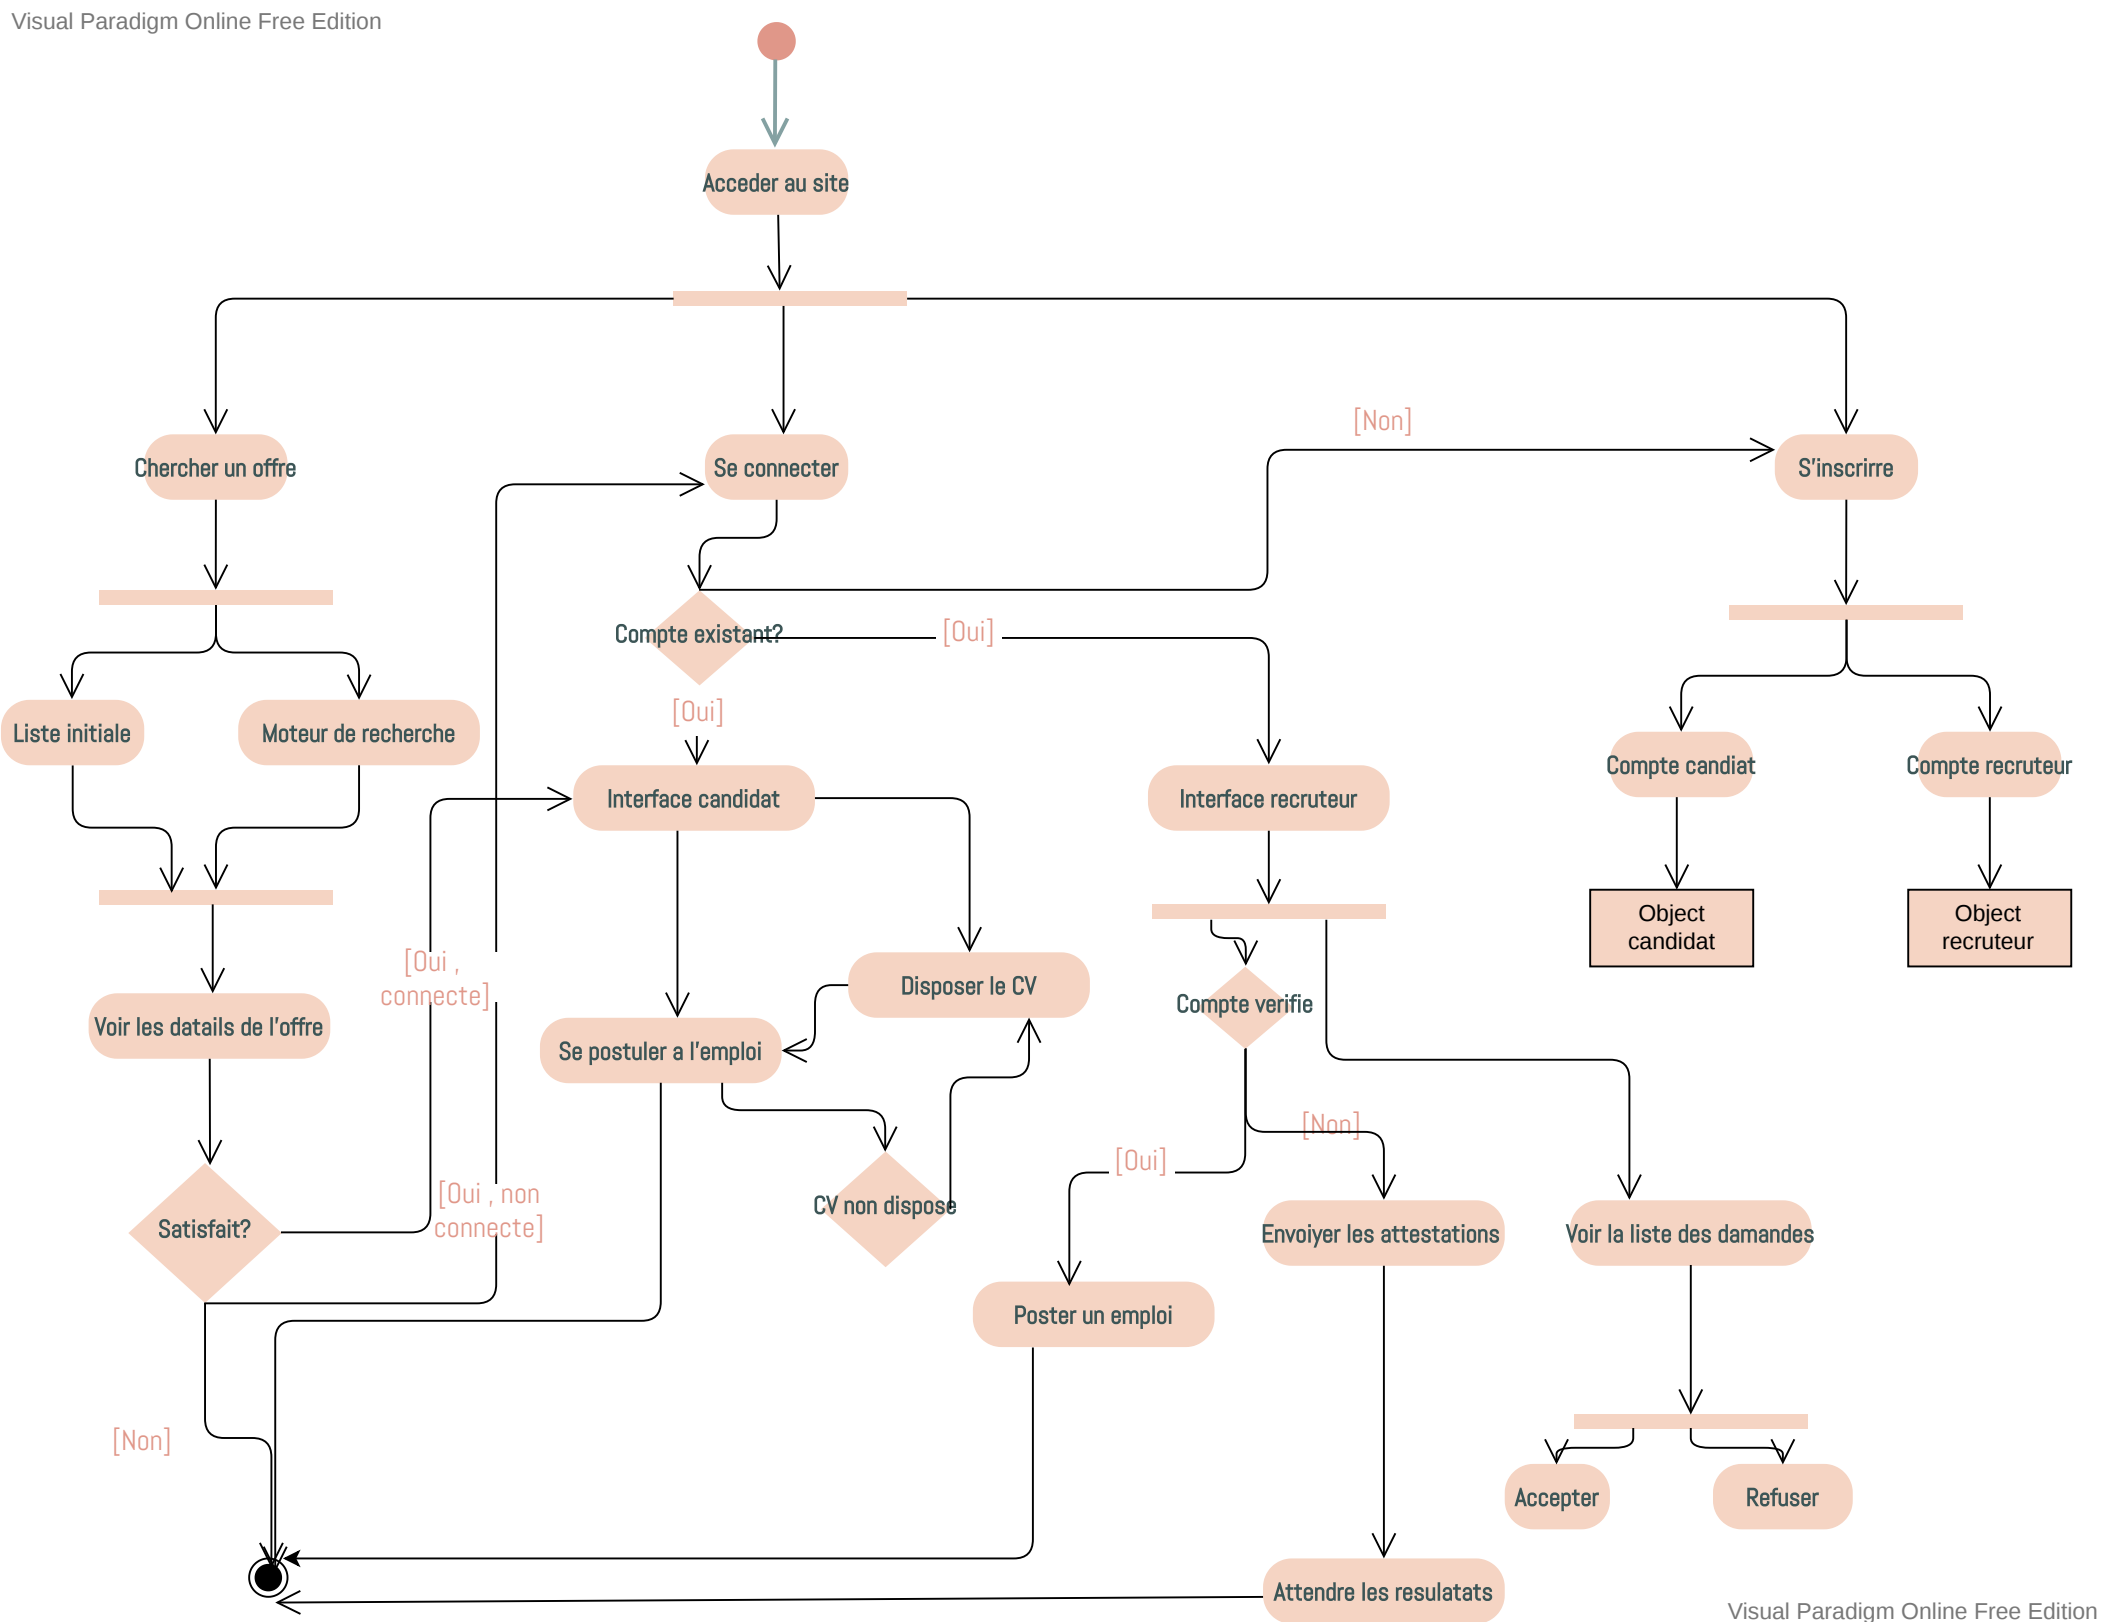 Visual Paradigm Online Free Edition
Acceder au site
[Non]
Chercher un offre
Se connecter
S'inscrirre
Compte existant?
[Oui]
[Oui]
Liste initiale
Moteur de recherche
Interface candidat
Interface recruteur
Compte candiat
Compte recruteur
Object
candidat
Object
recruteur
[Oui ,
connecte]
Disposer le CV
Compte verifie
Voir les datails de l'offre
Se postuler a l'emploi
[Non]
[Oui]
[Oui , non
connecte]
CV non dispose
Satisfait?
Envoiyer les attestations
Voir la liste des damandes
Poster un emploi
[Non]
Accepter
Refuser
Attendre les resulatats
Visual Paradigm Online Free Edition